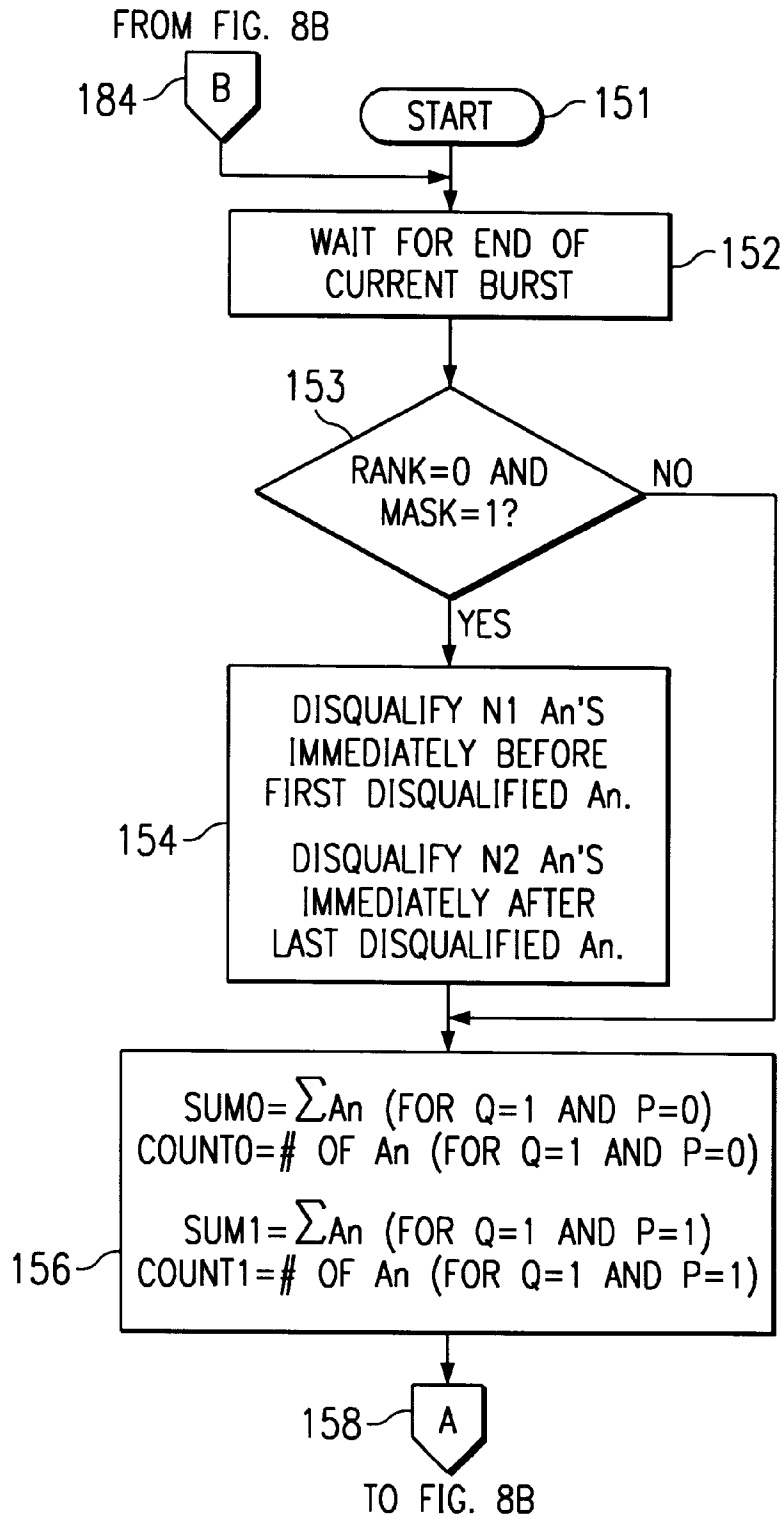 FROM FIG. 8B
184
B
START
151
WAIT FOR END OF
CURRENT BURST
152
153
RANK=0 AND
MASK=1?
NO
YES
DISQUALIFY N1 An'S
IMMEDIATELY BEFORE
FIRST DISQUALIFIED An.
154
DISQUALIFY N2 An'S
IMMEDIATELY AFTER
LAST DISQUALIFIED An.
SUM0=∑An (FOR Q=1 AND P=0)
COUNT0=# OF An (FOR Q=1 AND P=0)
SUM1=∑An (FOR Q=1 AND P=1)
156
COUNT1=# OF An (FOR Q=1 AND P=1)
158
A
TO FIG. 8B